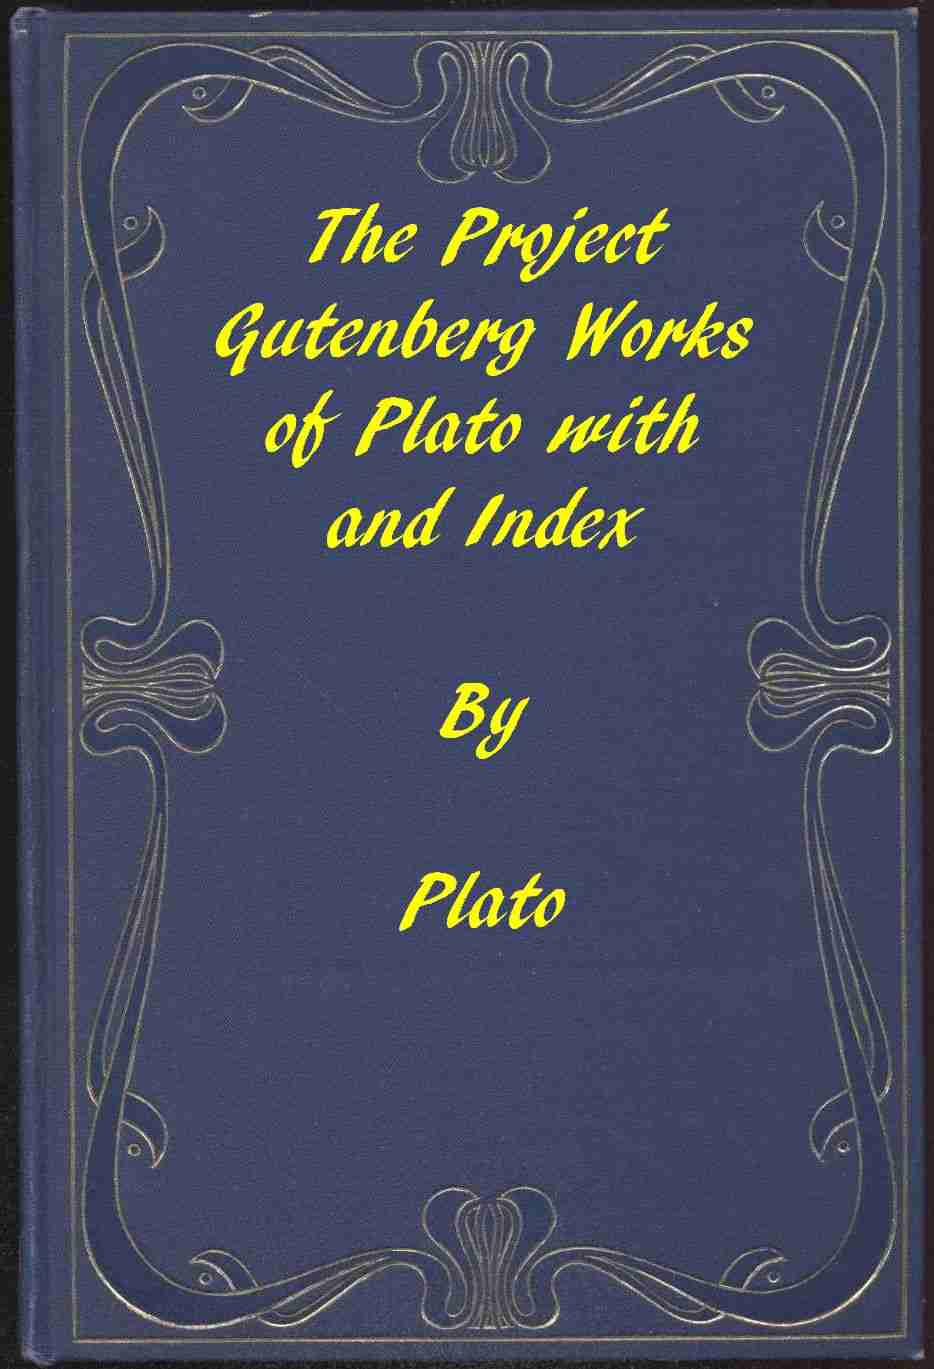 The Project
Gutenberg Works
of Plato with
and Index
By
Plato